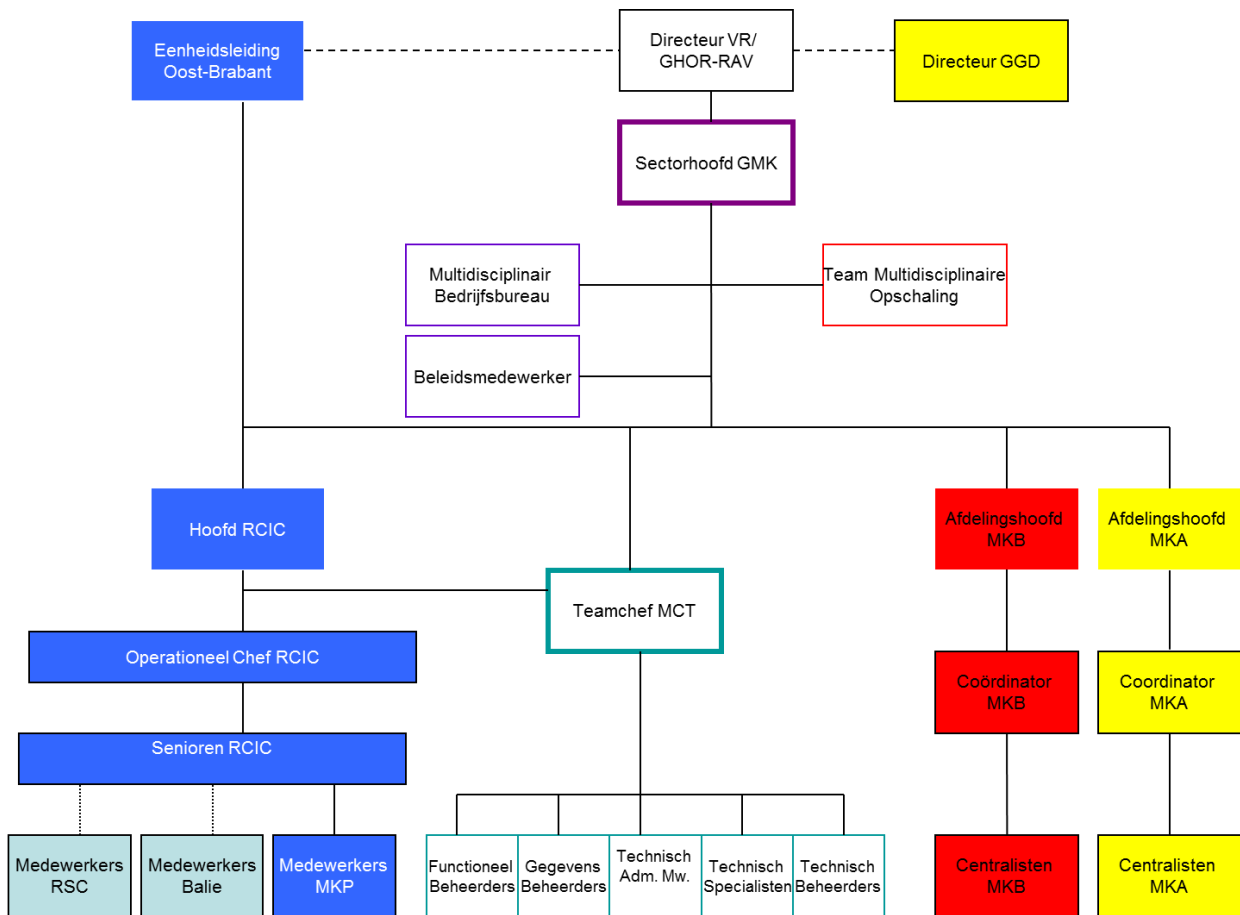 Eenheidsleiding
Oost-Brabant
Directeur VR/
GHOR-RAV
Directeur GGD
Sectorhoofd GMK
Multidisciplinair
Bedrijfsbureau
Team Multidisciplinaire
Opschaling
Beleidsmedewerker
Hoofd RCIC
Afdelingshoofd
MKB
Afdelingshoofd
MKA
Teamchef MCT
Operationeel Chef RCIC
Coördinator
MKB
Coordinator
MKA
Senioren RCIC
Medewerkers
RSC
Medewerkers
Balie
Medewerkers
MKP
Functioneel
Beheerders
Gegevens
Beheerders
Technisch
Adm. Mw.
Technisch
Specialisten
Technisch
Beheerders
Centralisten
MKB
Centralisten
MKA